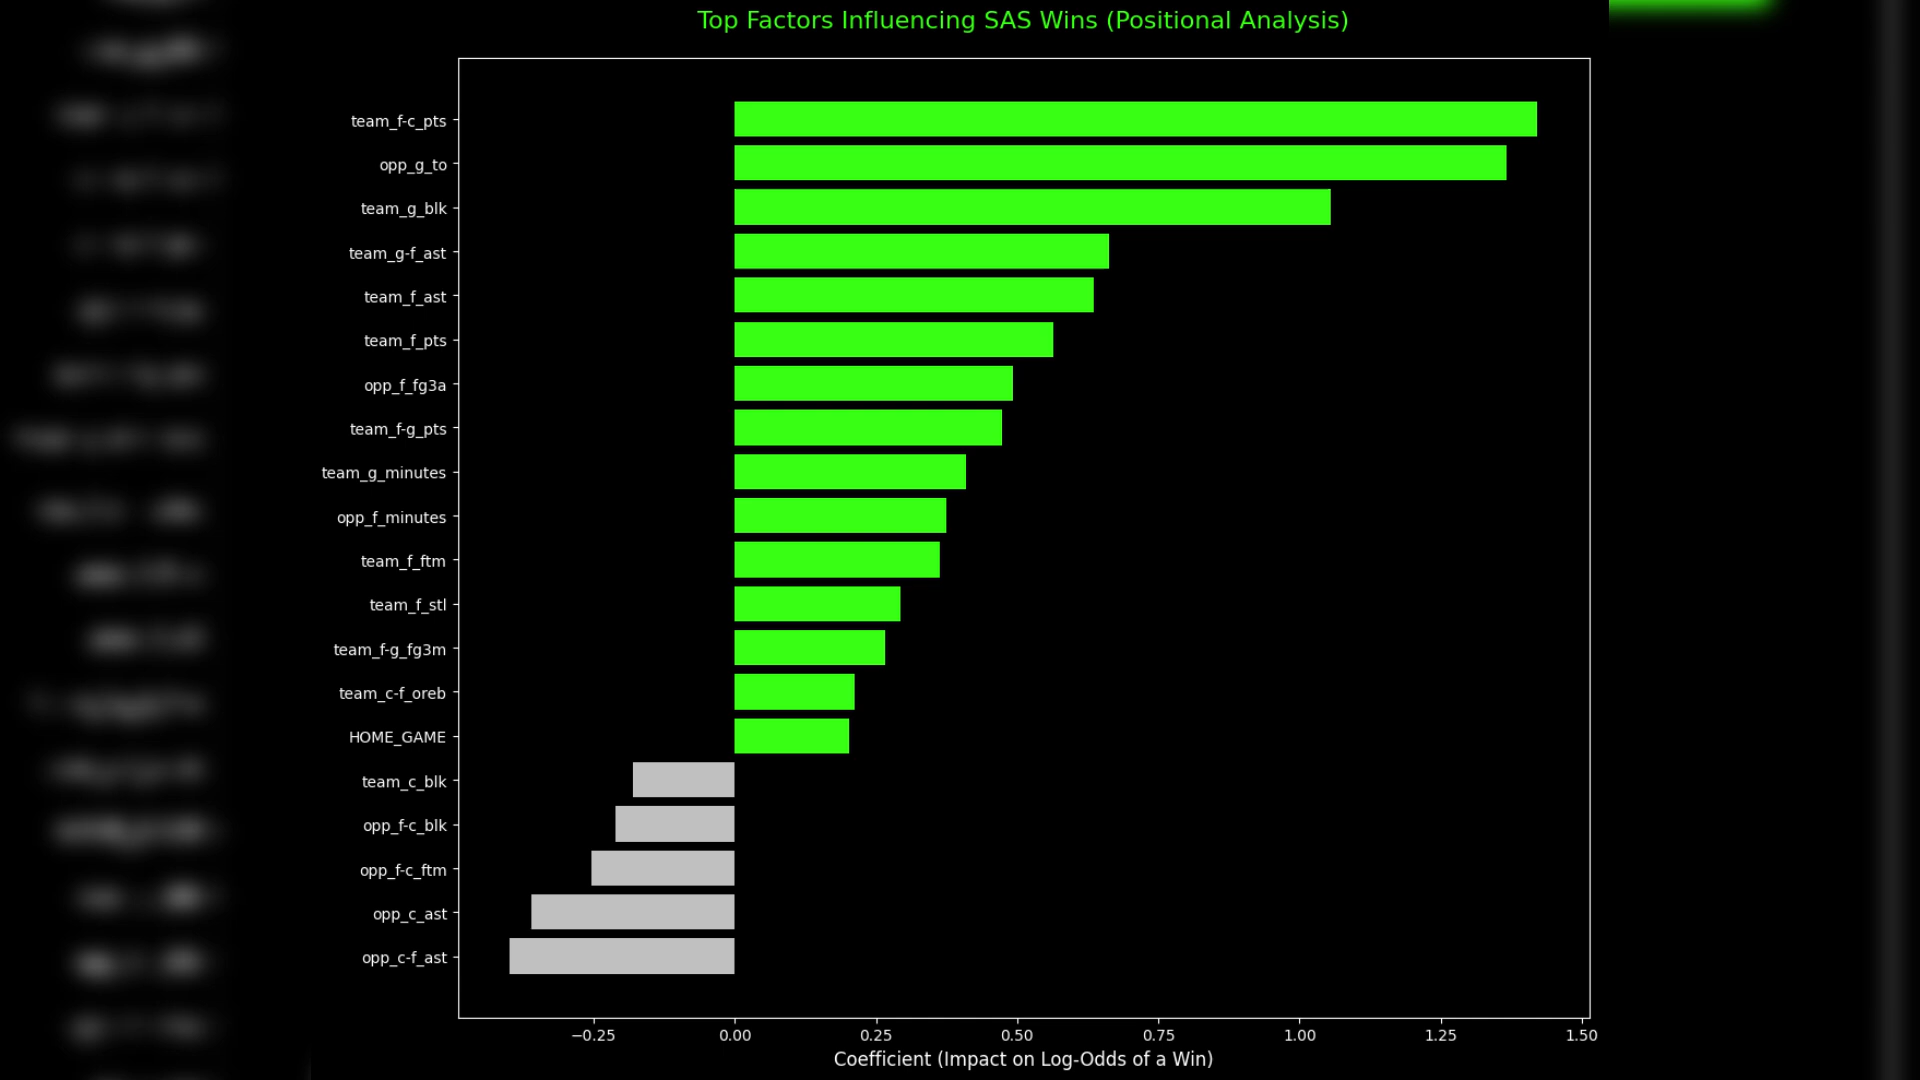 Top Factors Influencing SAS Wins (Positional Analysis)
team_f-c_pts
opp_g_to
team_g_blk
team_g-f_ast
team_f_ast
team_f_pts
opp_f_fg3a
team_f-g_pts
team_g_minutes
opp_f_minutes
team_f_ftm
team_f_stl
team_f-g_fg3m
team_c-f_oreb
HOME_GAME
team_c_blk
opp_f-c_blk
opp_f-c_ftm
opp_c_ast
opp_c-f_ast
−0.25 0.00 0.25 0.50 0.75 1.00 1.25 1.50
Coefficient (Impact on Log-Odds of a Win)